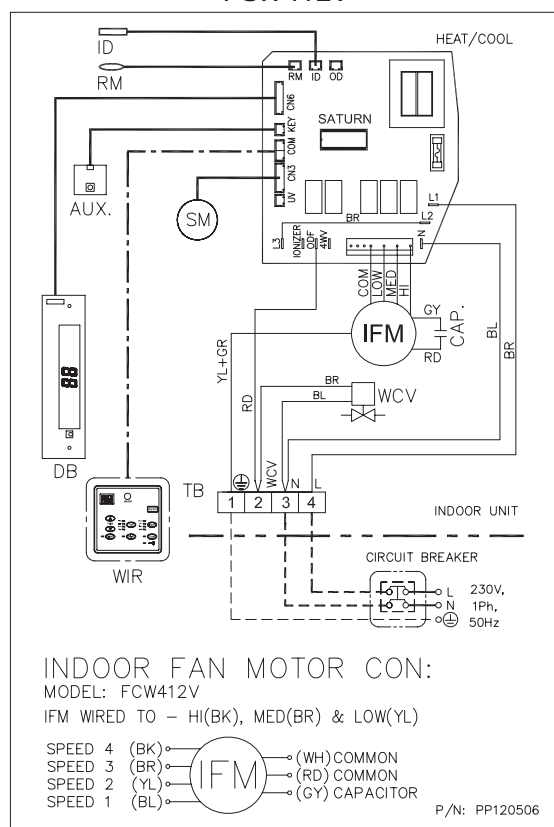 ID
HEAT/COOL
RM
RM ID OD
CN6
KEY
COM
CN3
UV
SATURN
AUX.
SM
L1
BR
L2
L3
IONIZER
ODF
4WV
N
COM
LOW
MED
HI
GY
CAP.
IFM
RD
YL+GR
RD
BL
BR
BR
BL
WCV
88
DB
WCV
N
L
TB
1 2 3 4
INDOOR UNIT
WIR
CIRCUIT BREAKER
L
N
230V,
1Ph,
50Hz
INDOOR FAN MOTOR CON:
MODEL: FCW412V
IFM WIRED TO – HI(BK), MED(BR) & LOW(YL)
SPEED 4 (BK)
SPEED 3 (BR)
SPEED 2 (YL)
SPEED 1 (BL)
IFM
(WH) COMMON
(RD) COMMON
(GY) CAPACITOR
P/N: PP120506